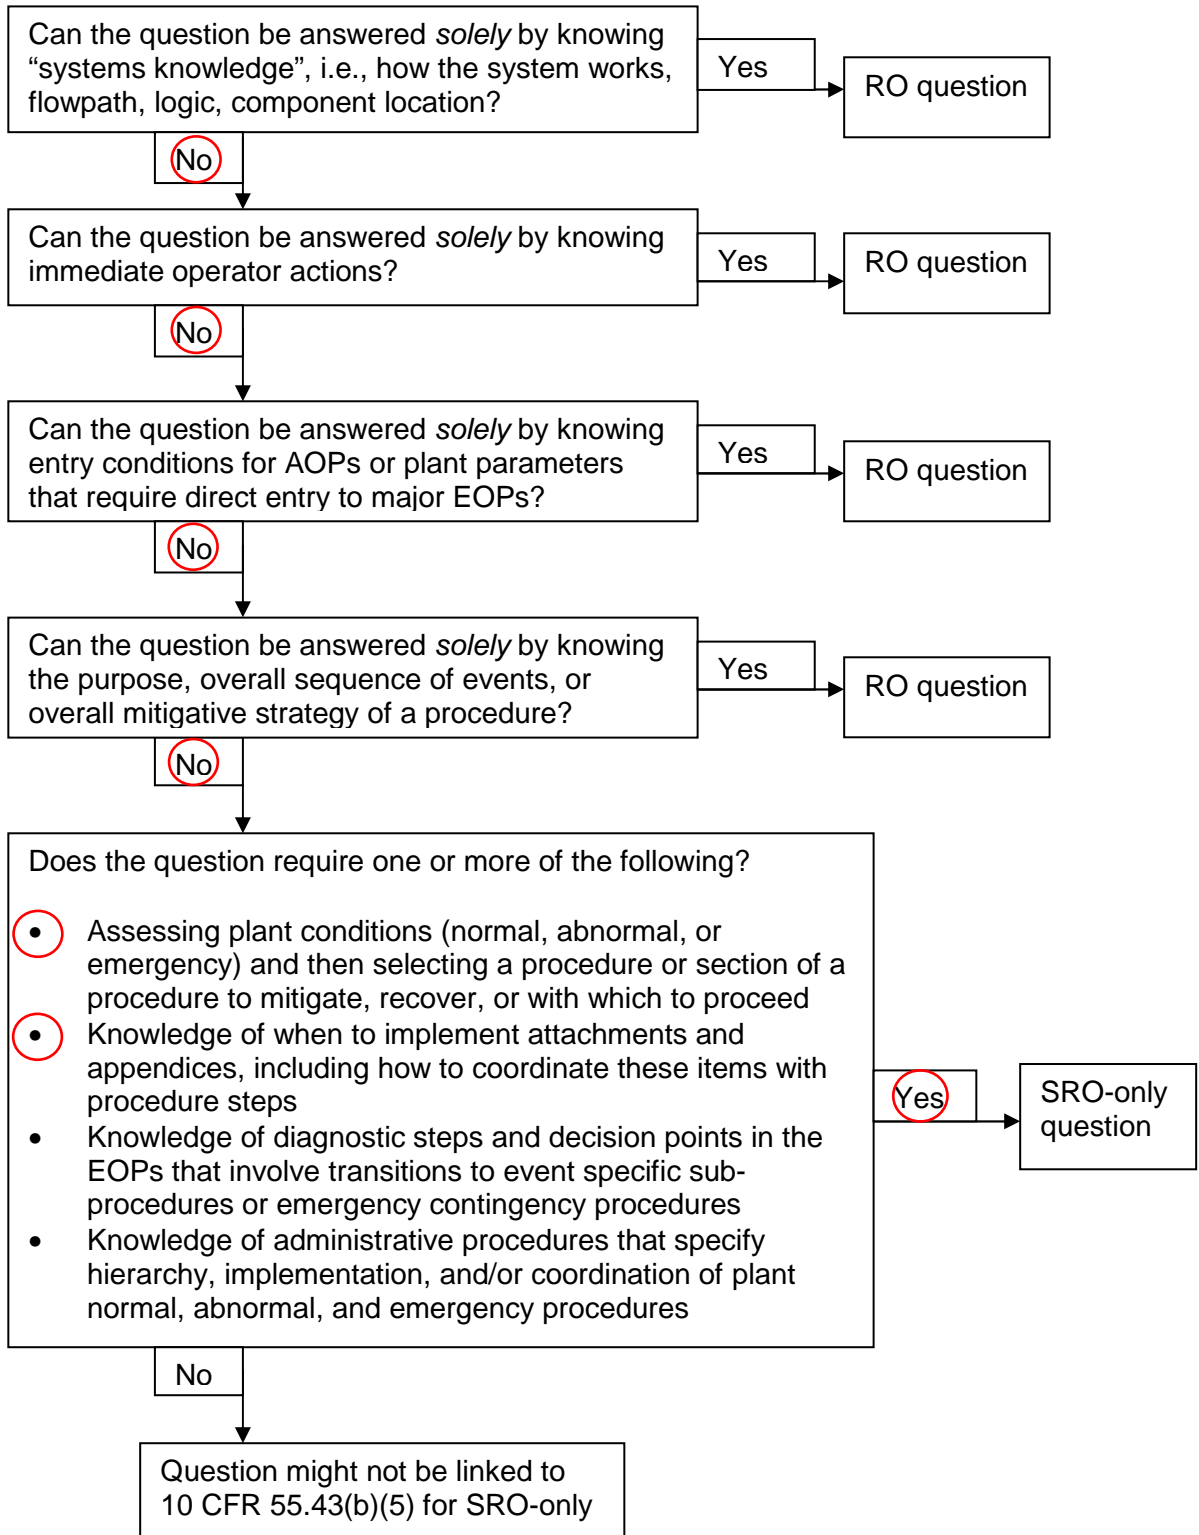 Can the question be answered solely by knowing
“systems knowledge”, i.e., how the system works,
flowpath, logic, component location?
Yes
RO question
No
Can the question be answered solely by knowing
immediate operator actions?
Yes
RO question
No
Can the question be answered solely by knowing
entry conditions for AOPs or plant parameters
that require direct entry to major EOPs?
Yes
RO question
No
Can the question be answered solely by knowing
the purpose, overall sequence of events, or
overall mitigative strategy of a procedure?
Yes
RO question
No
Does the question require one or more of the following?
• Assessing plant conditions (normal, abnormal, or
emergency) and then selecting a procedure or section of a
procedure to mitigate, recover, or with which to proceed
• Knowledge of when to implement attachments and
appendices, including how to coordinate these items with
procedure steps
• Knowledge of diagnostic steps and decision points in the
EOPs that involve transitions to event specific sub-
procedures or emergency contingency procedures
• Knowledge of administrative procedures that specify
hierarchy, implementation, and/or coordination of plant
normal, abnormal, and emergency procedures
Yes
SRO-only
question
No
Question might not be linked to
10 CFR 55.43(b)(5) for SRO-only